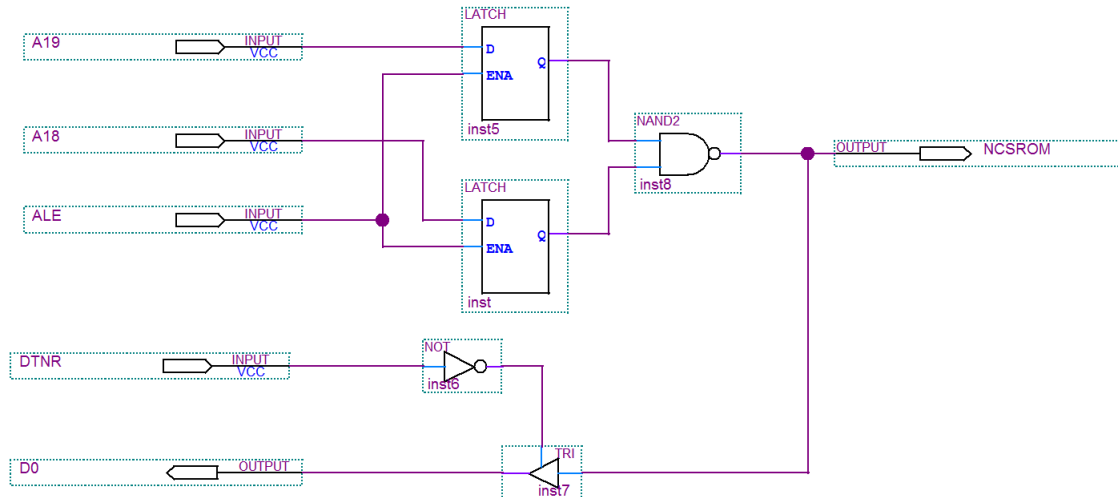 LATCH
A19
INPUT
VCC
D
ENA
Q
inst5
A18
INPUT
VCC
NAND2
inst8
OUTPUT
NCSROM
LATCH
ALE
INPUT
VCC
D
ENA
Q
inst
DTNR
INPUT
VCC
NOT
inst6
D0
OUTPUT
TRI
inst7